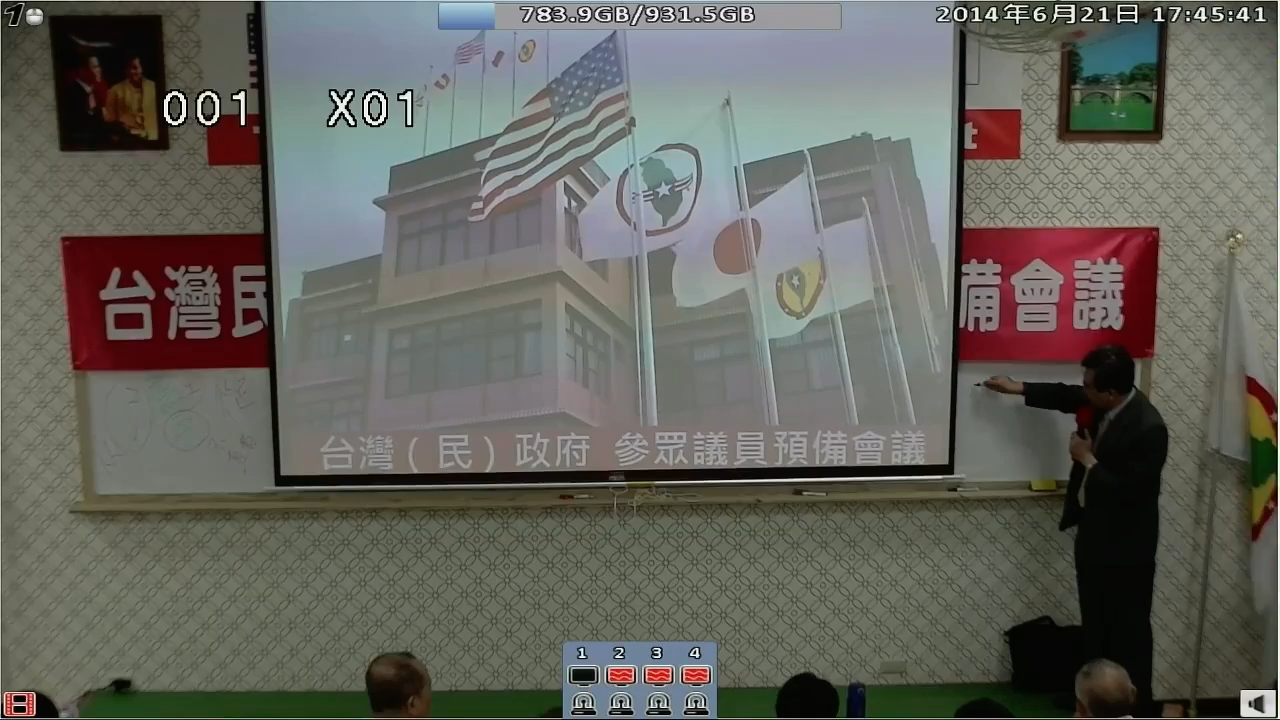 783.9GB/931.5GB
2014年6月21日 17:45:41
001 X01
t
台灣民
備會議
台灣(民)政府 參眾議員預備會議
1 2 3 4